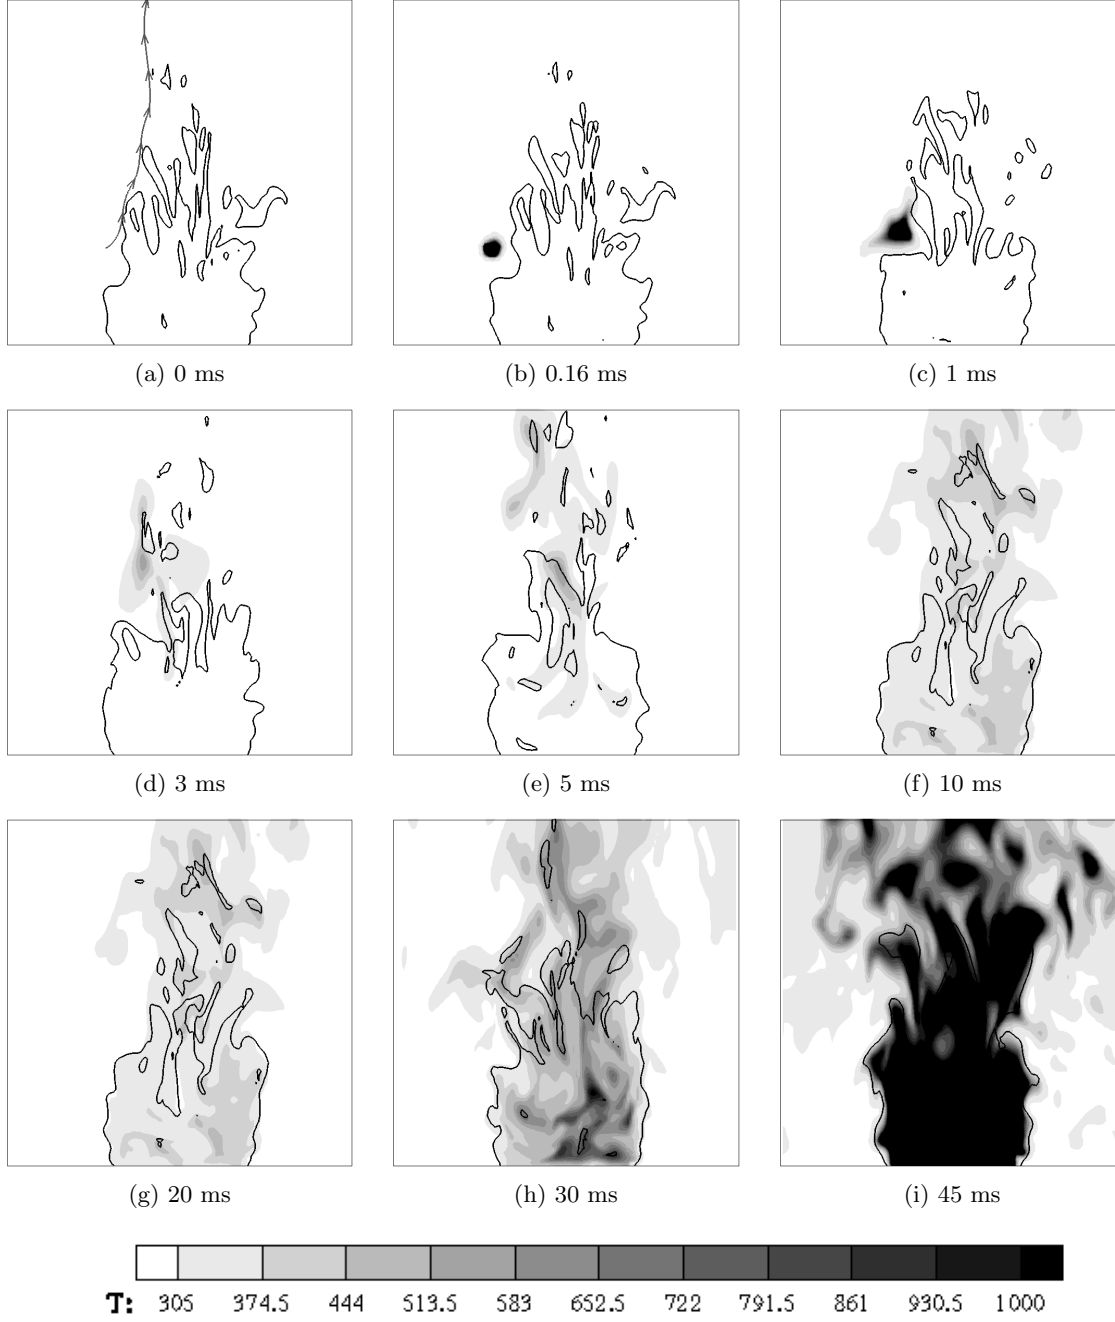 (a) 0 ms (b) 0.16 ms (c) 1 ms
(d) 3 ms (e) 5 ms (f) 10 ms
(g) 20 ms (h) 30 ms (i) 45 ms
T: 305 374.5 444 513.5 583 652.5 722 791.5 861 930.5 1000